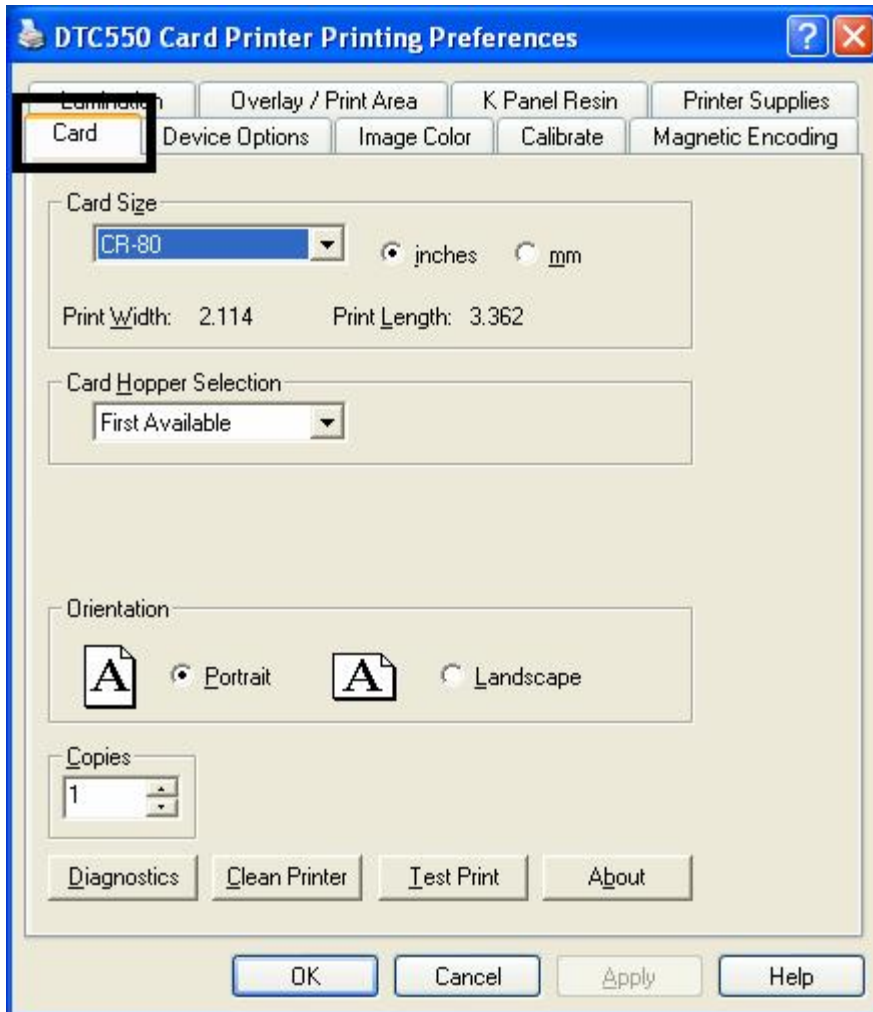 DTC550 Card Printer Printing Preferences
Lamination Overlay / Print Area K Panel Resin Printer Supplies
Card Device Options Image Color Calibrate Magnetic Encoding
Card Size
CR-80 inches mm
Print Width: 2.114 Print Length: 3.362
Card Hopper Selection
First Available
Orientation
A Portrait A Landscape
Copies
1
Diagnostics Clean Printer Test Print About
OK Cancel Apply Help